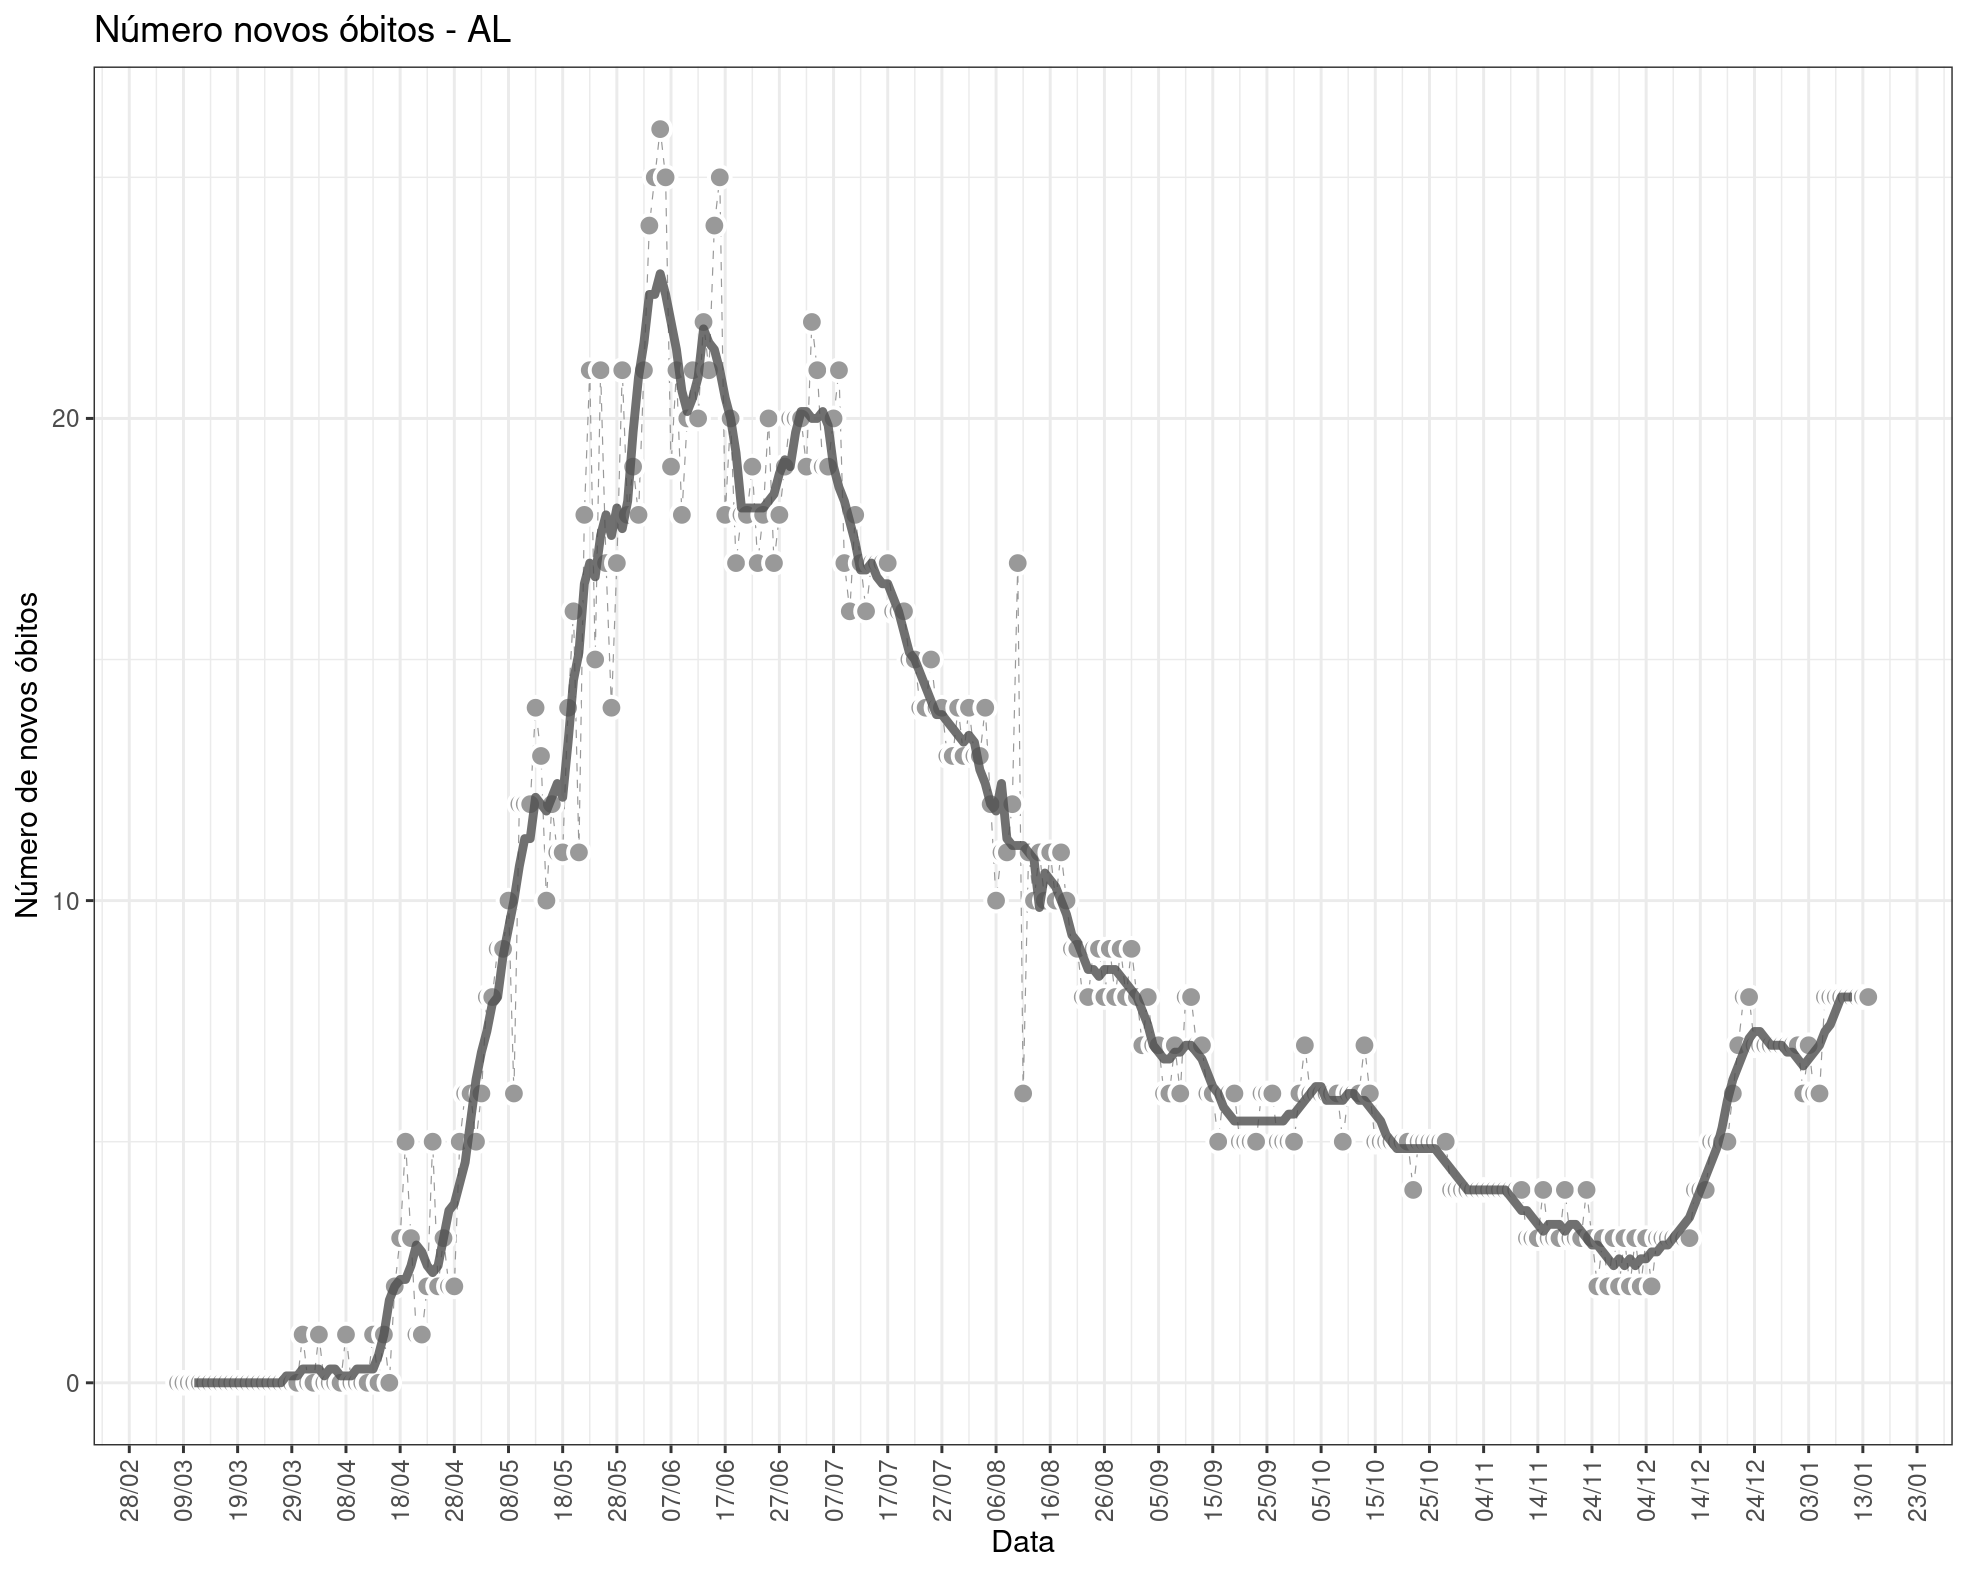 Número novos óbitos - AL
Número de novos óbitos
20
10
0
28/02 09/03 19/03 29/03 08/04 18/04 28/04 08/05 18/05 28/05 07/06 17/06 27/06 07/07 17/07 27/07 06/08 16/08 26/08 05/09 15/09 25/09 05/10 15/10 25/10 04/11 14/11 24/11 04/12 14/12 24/12 03/01 13/01 23/01
Data